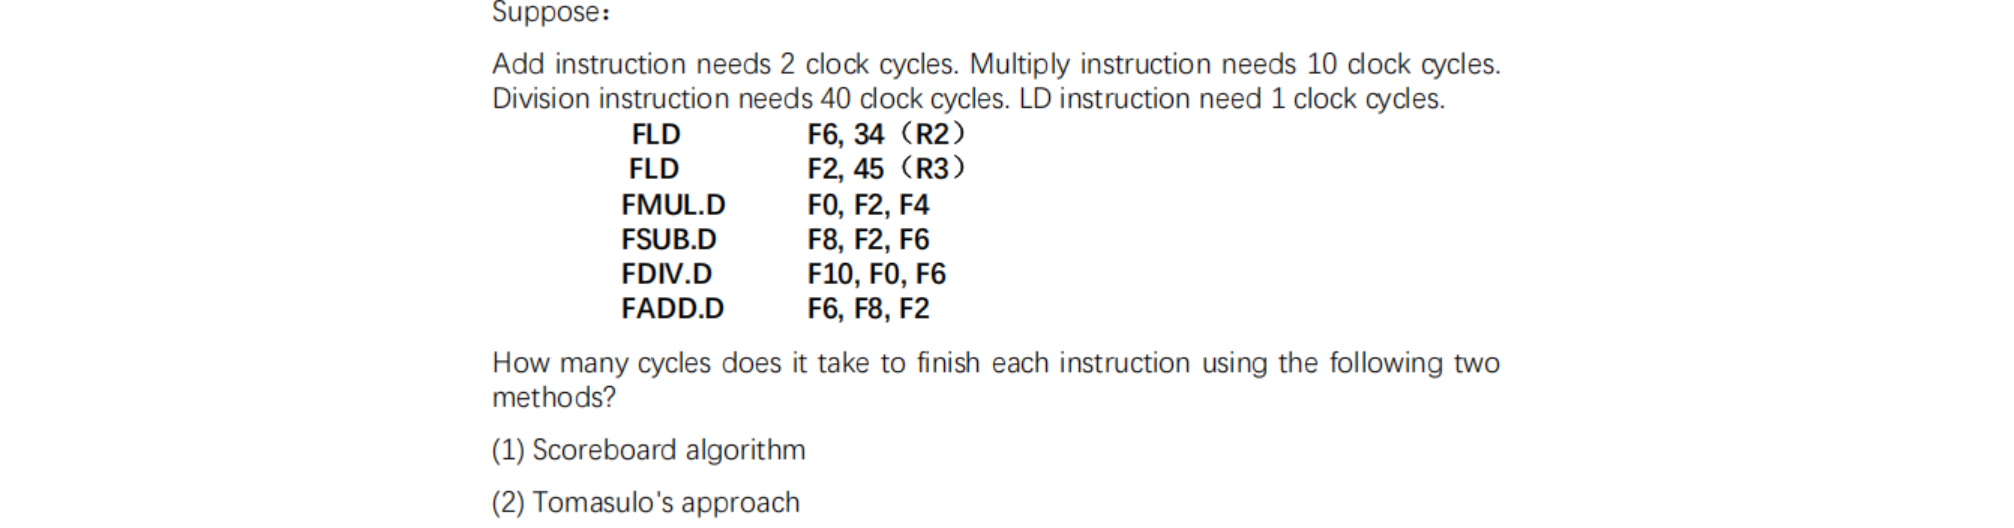 Suppose：
Add instruction needs 2 clock cycles. Multiply instruction needs 10 clock cycles.
Division instruction needs 40 clock cycles. LD instruction need 1 clock cycles.
FLD F6, 34（R2）
FLD F2, 45（R3）
FMUL.D F0, F2, F4
FSUB.D F8, F2, F6
FDIV.D F10, F0, F6
FADD.D F6, F8, F2
How many cycles does it take to finish each instruction using the following two
methods?
(1) Scoreboard algorithm
(2) Tomasulo's approach